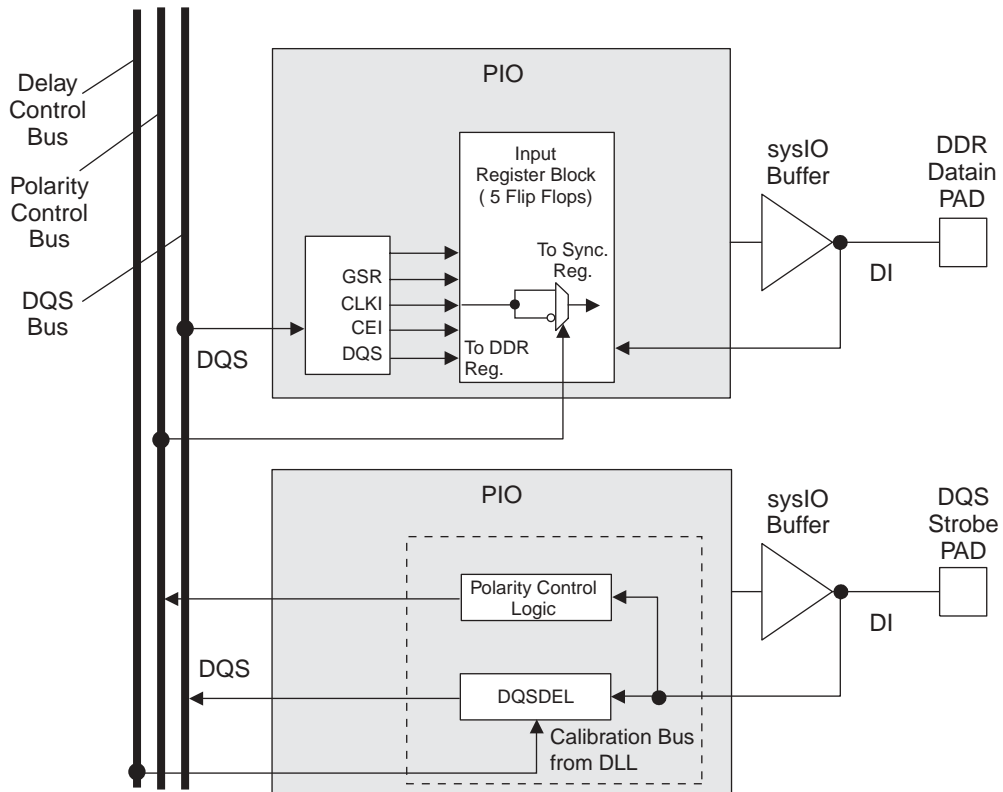 Delay
Control
Bus
Polarity
Control
Bus
DQS
Bus
PIO
Input
Register Block
( 5 Flip Flops)
To Sync.
Reg.
GSR
CLKI
CEI
DQS
To DDR
Reg.
DQS
sysIO
Buffer
DI
DDR
Datain
PAD
PIO
Polarity Control
Logic
DQSDEL
DQS
Calibration Bus
from DLL
sysIO
Buffer
DI
DQS
Strobe
PAD